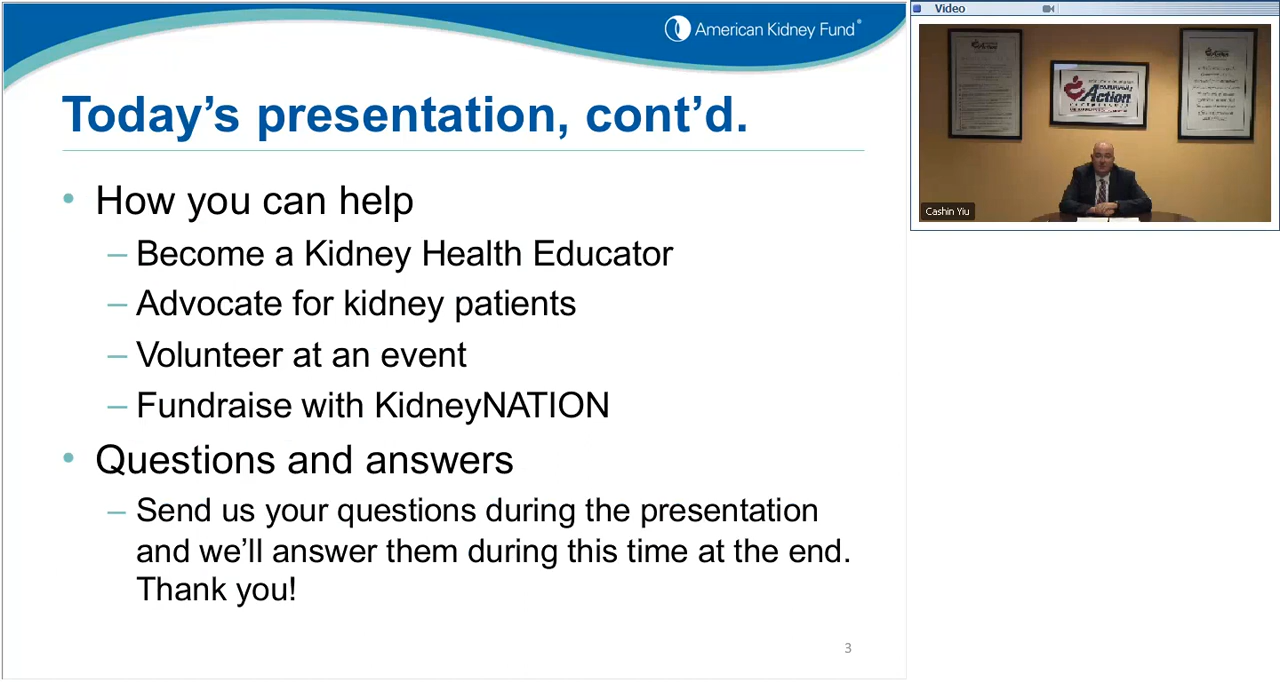 American Kidney Fund®
Today’s presentation, cont’d.
• How you can help
– Become a Kidney Health Educator
– Advocate for kidney patients
– Volunteer at an event
– Fundraise with KidneyNATION
• Questions and answers
– Send us your questions during the presentation
and we’ll answer them during this time at the end.
Thank you!
3
Video
Action
Cashin Yiu